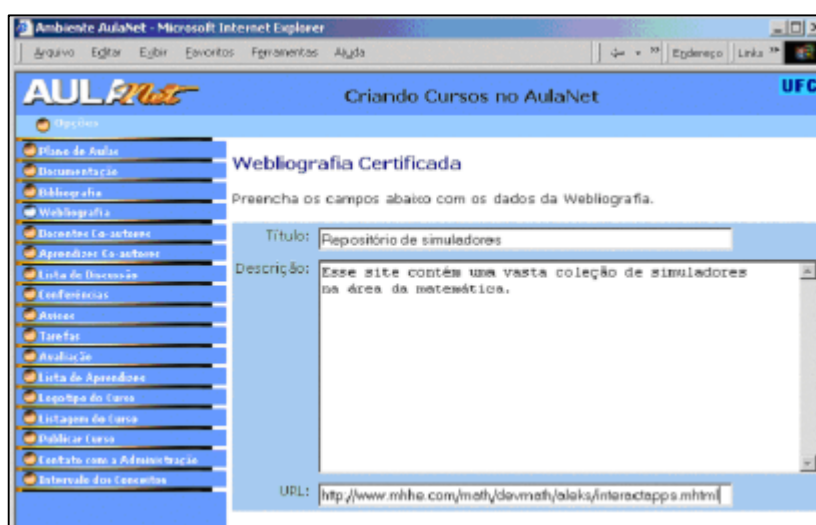 Ambiente AulaNet - Microsoft Internet Explorer
Arquivo Editar Exibir Favoritos Ferramentas Ajuda Endereço Links
AULANet
Criando Cursos no AulaNet
UFC
Opções
Plano de Aulas
Documentação
Bibliografia
Webliografia
Docentes Co-autores
Aprendizes Co-autores
Lista de Discussão
Conferências
Avisos
Tarefas
Avaliação
Lista de Aprendizes
Logotipo do Curso
Listagem do Curso
Publicar Curso
Contato com a Administração
Intervalo dos Conceitos
Webliografia Certificada
Preencha os campos abaixo com os dados da Webliografia.
Título: Repositório de simuladores
Descrição: Esse site contém uma vasta coleção de simuladores
na área da matemática.
URL: http://www.mhhe.com/math/devmath/aleks/interactapps.mhtml